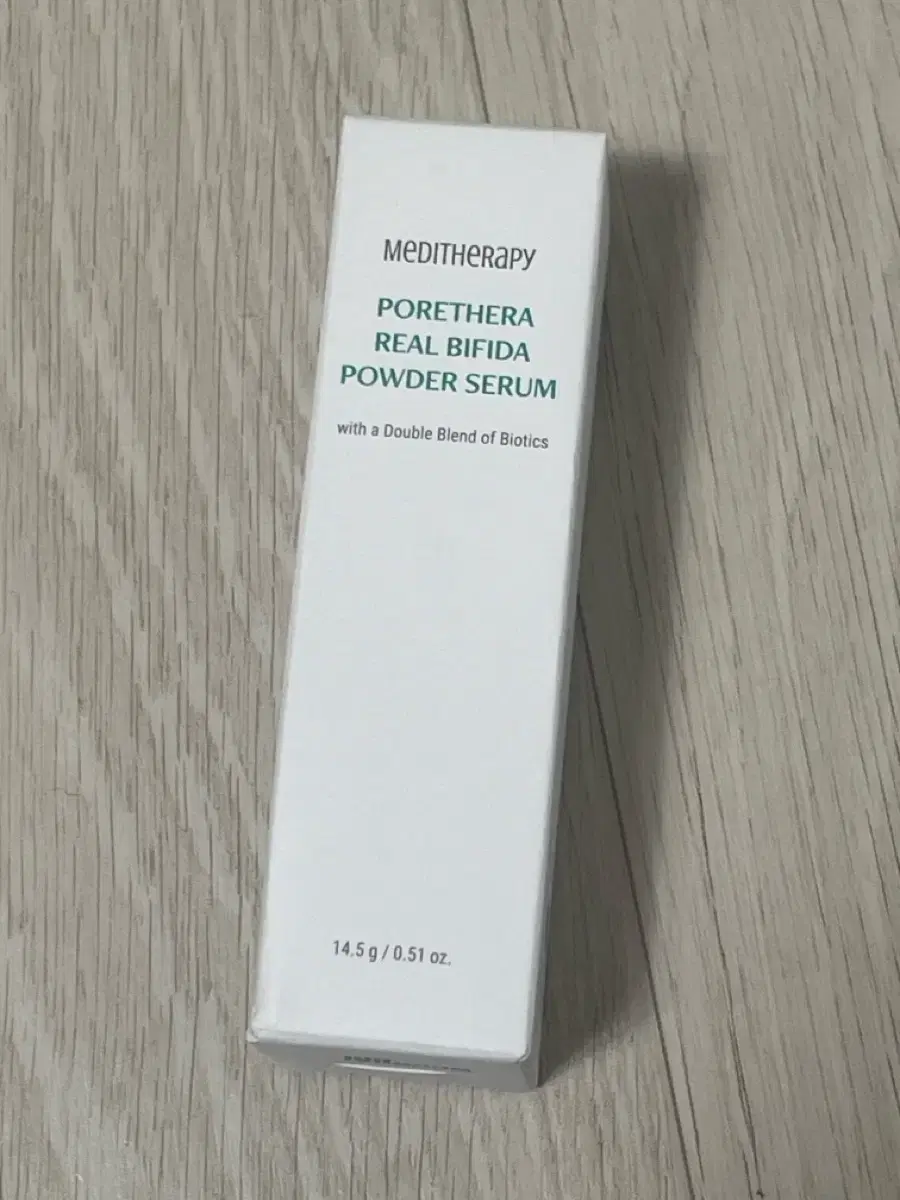 MEDITHERAPY
PORETHERA
REAL BIFIDA
POWDER SERUM
with a Double Blend of Biotics
14.5 g / 0.51 oz.